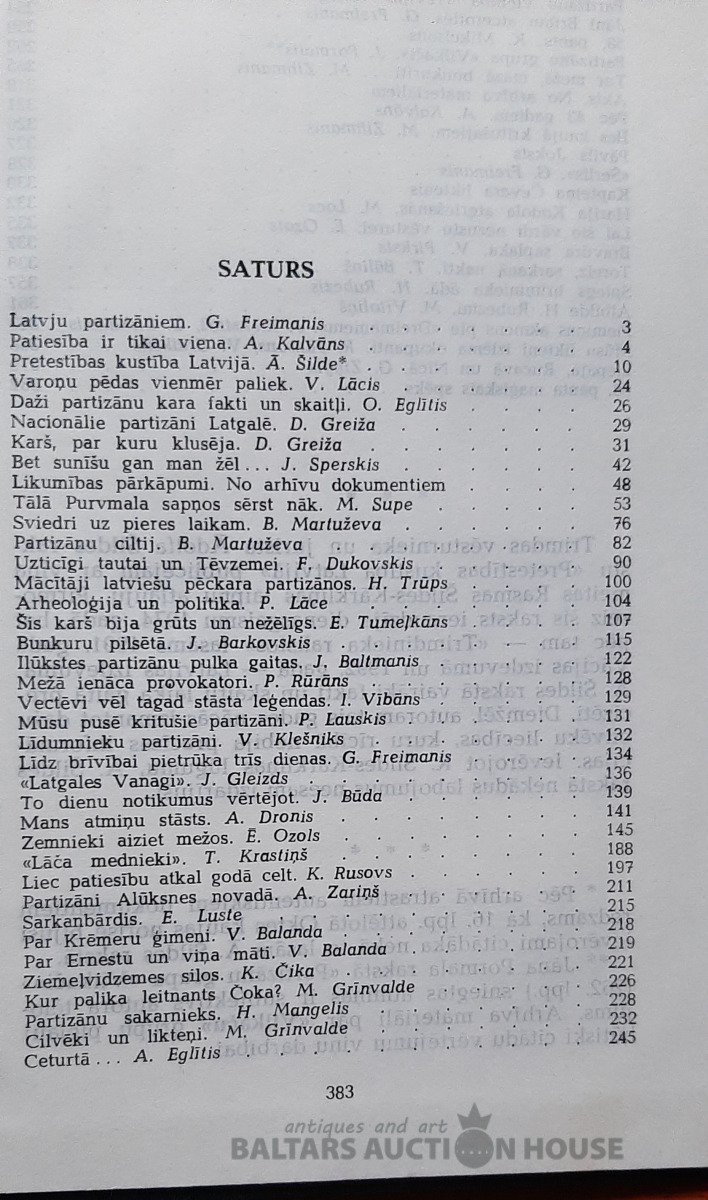 SATURS
Latvju partizāniem. G. Freimanis . . . . . . . 3
Patiesība ir tikai viena. A. Kalvāns . . . . . . 4
Pretestības kustība Latvijā. Ā. Šilde* . . . . . . 10
Varoņu pēdas vienmēr paliek. V. Lācis . . . . . 24
Daži partizānu kara fakti un skaitļi. O. Eglītis . . . . 26
Nacionālie partizāni Latgalē. D. Greiža . . . . . 29
Karš, par kuru klusēja. D. Greiža . . . . . . 31
Bet sunīšu gan man žēl... J. Sperskis . . . . . 42
Likumības pārkāpumi. No arhīvu dokumentiem . . . . 48
Tālā Purvmala sapņos sērst nāk. M. Supe . . . . 53
Sviedri uz pieres laikam. B. Martuževa . . . . . 76
Partizānu ciltij. B. Martuževa . . . . . . . 82
Uzticīgi tautai un Tēvzemei. F. Dukovskis . . . . 90
Mācītāji latviešu pēckara partizānos. H. Trūps . . . 100
Arheoloģija un politika. P. Lāce . . . . . . 104
Šis karš bija grūts un nežēlīgs. E. Tumeļkāns . . . 107
Bunkuru pilsētā. J. Barkovskis . . . . . . . 115
Ilūkstes partizānu pulka gaitas. J. Baltmanis . . . . 122
Mežā ienāca provokatori. P. Rūrāns . . . . . 128
Vectēvi vēl tagad stāsta leģendas. I. Vibāns . . . . 129
Mūsu pusē kritušie partizāni. P. Lauskis . . . . . 131
Līdumnieku partizāni. V. Klešniks . . . . . . 132
Līdz brīvībai pietrūka trīs dienas. G. Freimanis . . . 134
«Latgales Vanagi». J. Gleizds . . . . . . . 136
To dienu notikumus vērtējot. J. Būda . . . . . 139
Mans atmiņu stāsts. A. Dronis . . . . . . . 141
Zemnieki aiziet mežos. Ē. Ozols . . . . . . 145
«Lāča mednieki». T. Krastiņš . . . . . . . 188
Liec patiesību atkal godā celt. K. Rusovs . . . . 197
Partizāni Alūksnes novadā. A. Zariņš . . . . . 211
Sarkanbārdis. E. Luste . . . . . . . . 215
Par Krēmeru ģimeni. V. Balanda . . . . . . 218
Par Ernestu un viņa māti. V. Balanda . . . . . 219
Ziemeļvidzemes silos. K. Čika . . . . . . . 221
Kur palika leitnants Čoka? M. Grīnvalde . . . . 226
Partizānu sakarnieks. H. Mangelis . . . . . . 228
Cilvēki un likteņi. M. Grīnvalde . . . . . . 232
Ceturtā... A. Eglītis . . . . . . . . 245
383
antiques and art
BALTARS AUCTION HOUSE